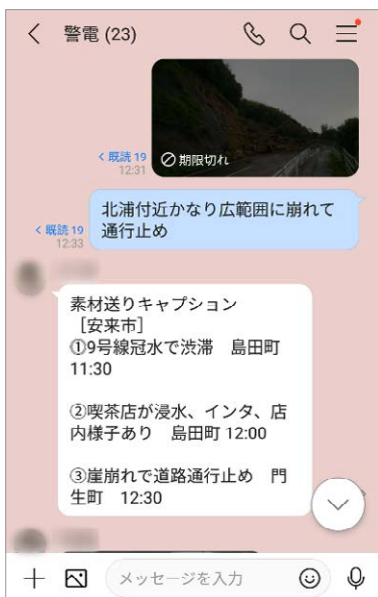 警電 (23)
既読 19
12:31
期限切れ
北浦付近かなり広範囲に崩れて
通行止め
既読 19
12:33
素材送りキャプション
［安来市］
①9号線冠水で渋滞　島田町
11:30
②喫茶店が浸水、インタ、店
内様子あり　島田町 12:00
③崖崩れで道路通行止め　門
生町　12:30
メッセージを入力